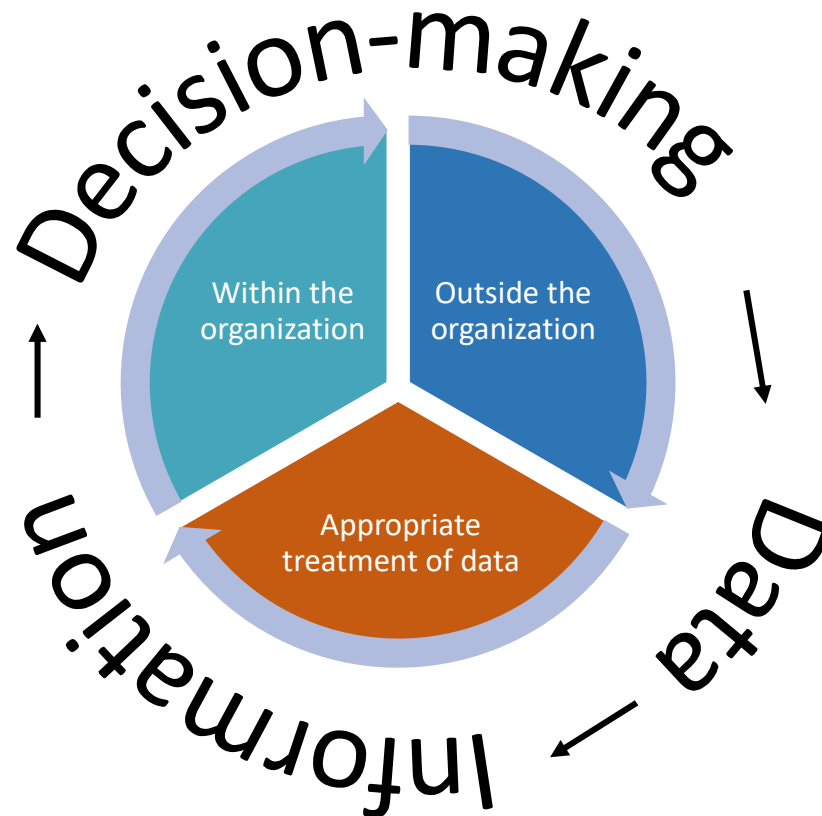 Decision-making
Within the
organization
Outside the
organization
Appropriate
treatment of data
Data
Information